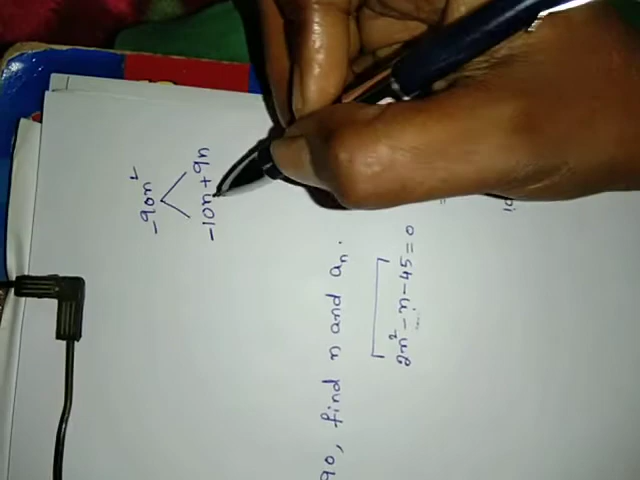 -90n²
-10n+9n
90, find n and aₙ.
2n²-n-45=0